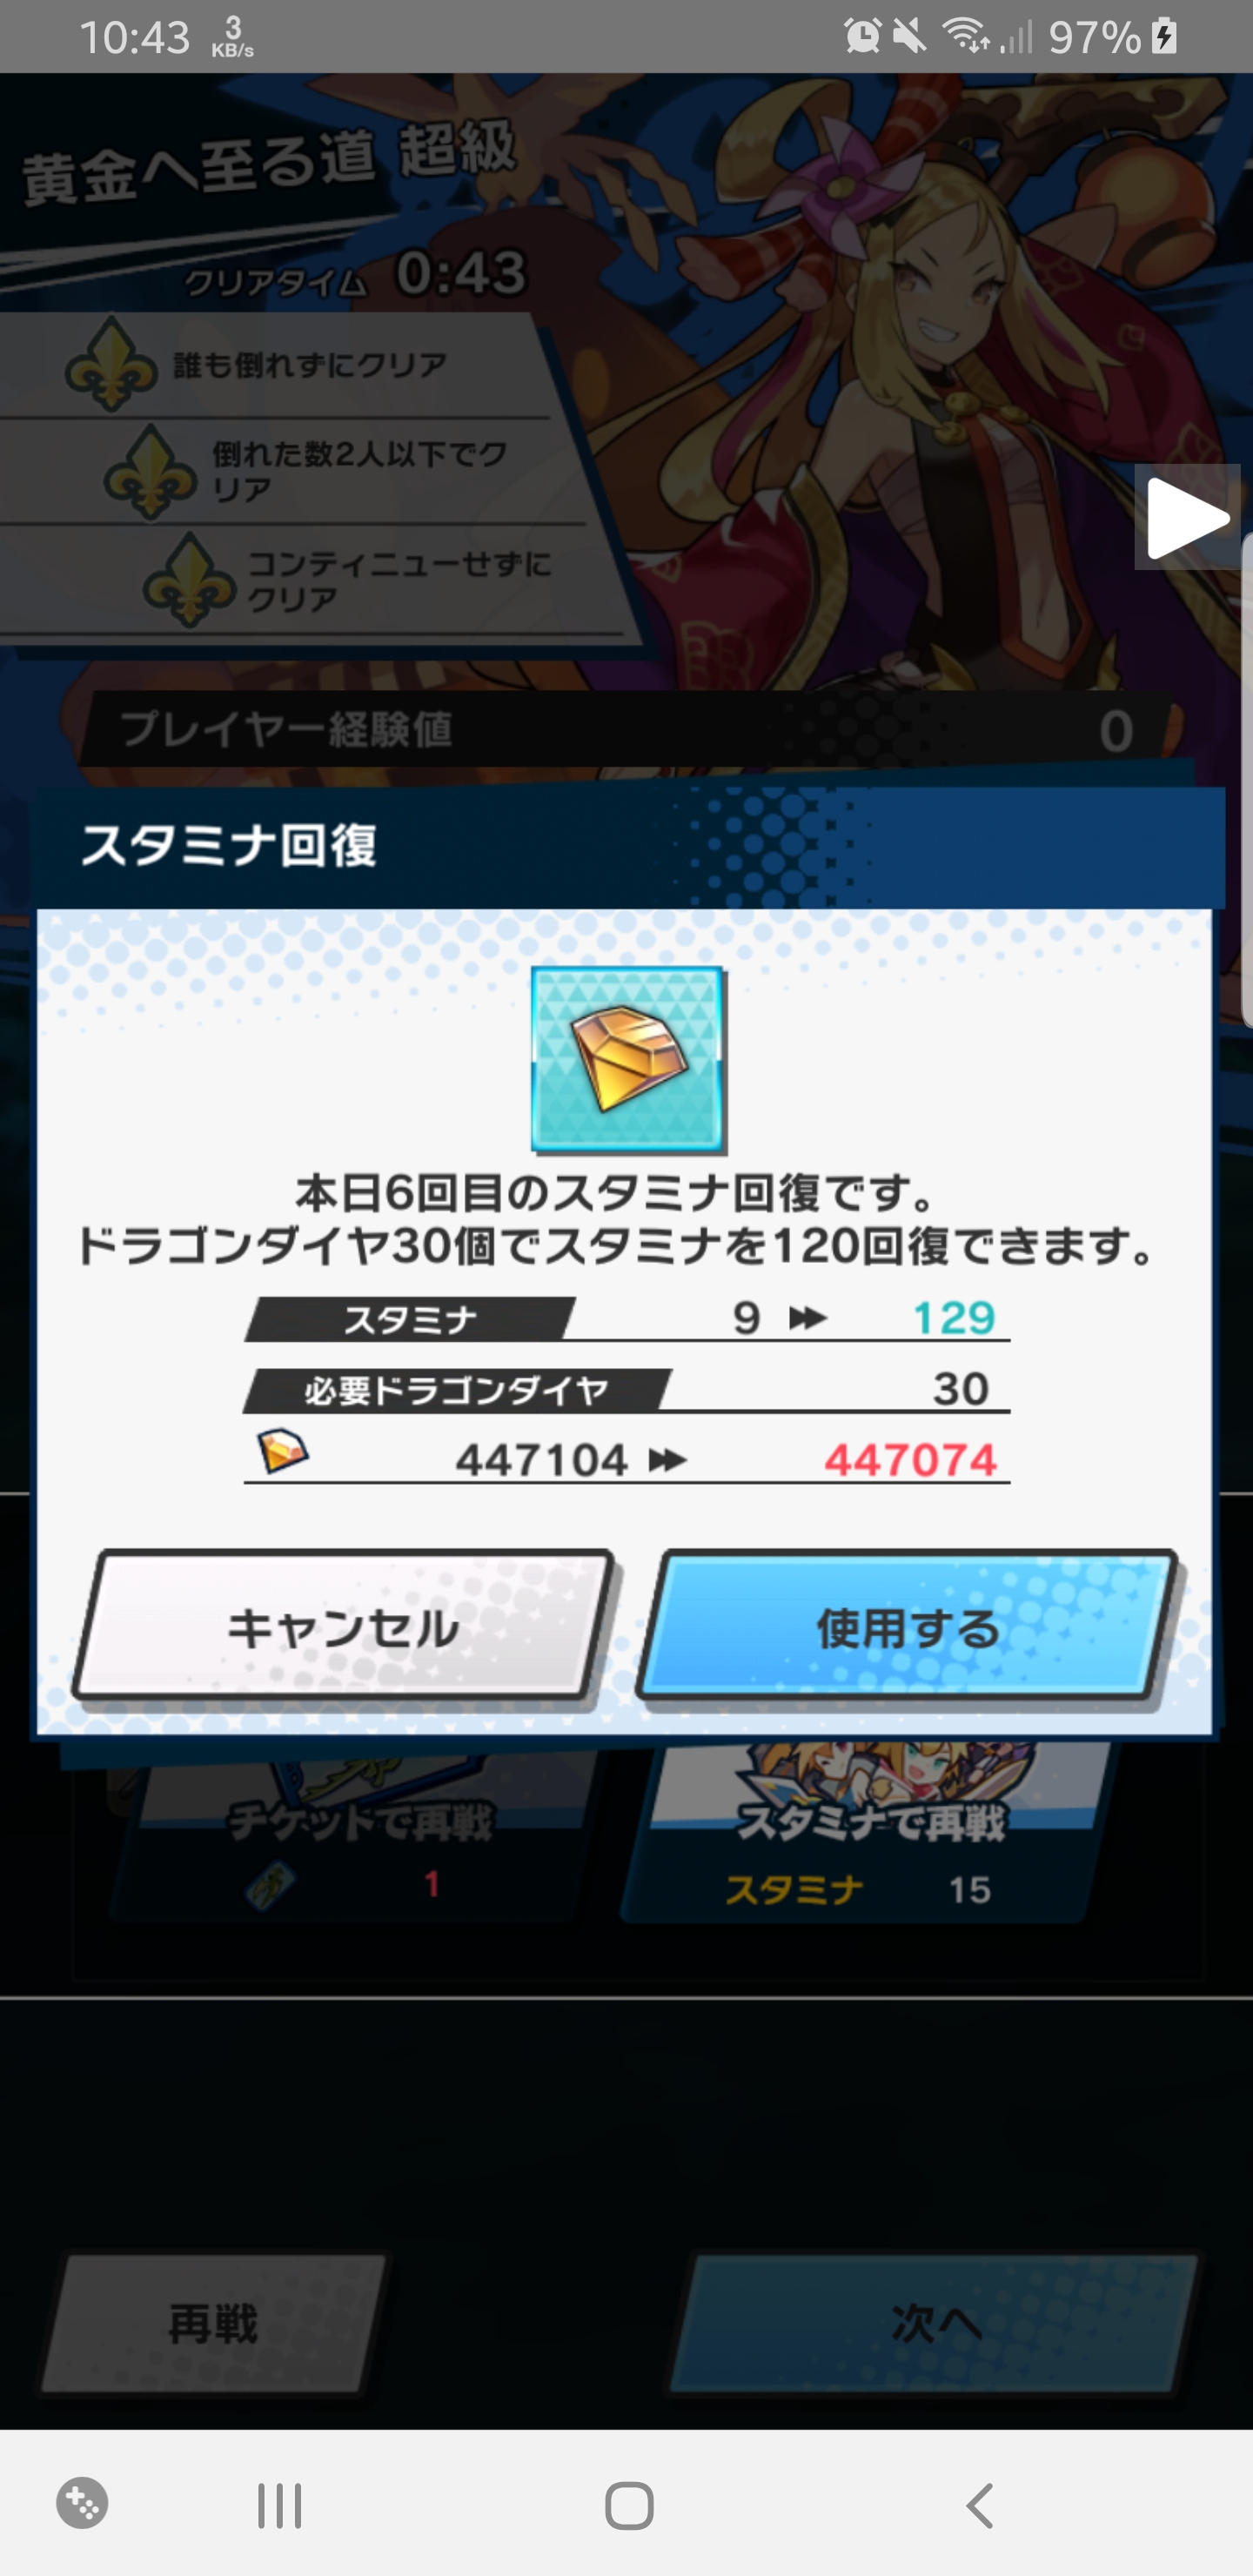 10:43 3 KB/s 97%
黄金へ至る道 超級
クリアタイム 0:43
誰も倒れずにクリア
倒れた数2人以下でク
リア
コンティニューせずに
クリア
プレイヤー経験値 0
スタミナ回復
本日6回目のスタミナ回復です。
ドラゴンダイヤ30個でスタミナを120回復できます。
スタミナ 9 129
必要ドラゴンダイヤ 30
447104 447074
キャンセル 使用する
チケットで再戦 スタミナで再戦
1 スタミナ 15
再戦 次へ